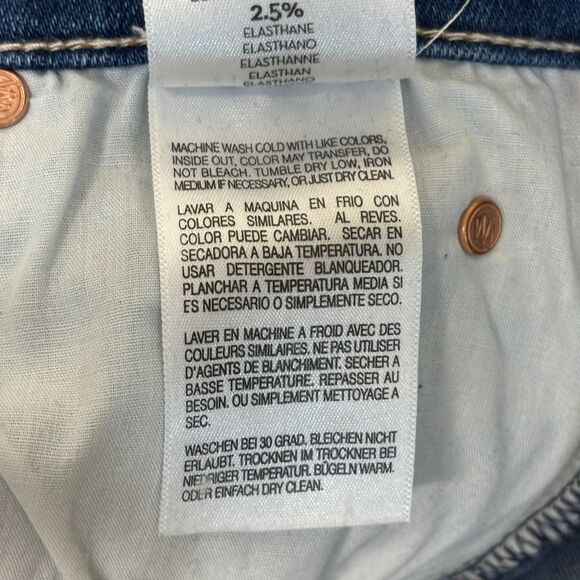 2.5%
ELASTHANE
ELASTHANO
ELASTHANNE
ELASTHAN
ELASTANO
MACHINE WASH COLD WITH LIKE COLORS,
INSIDE OUT, COLOR MAY TRANSFER, DO
NOT BLEACH. TUMBLE DRY LOW, IRON
MEDIUM IF NECESSARY, OR JUST DRY CLEAN.
LAVAR A MAQUINA EN FRIO CON
COLORES SIMILARES. AL REVES.
COLOR PUEDE CAMBIAR. SECAR EN
SECADORA A BAJA TEMPERATURA. NO
USAR DETERGENTE BLANQUEADOR.
PLANCHAR A TEMPERATURA MEDIA SI
ES NECESARIO O SIMPLEMENTE SECO.
LAVER EN MACHINE A FROID AVEC DES
COULEURS SIMILAIRES. NE PAS UTILISER
D'AGENTS DE BLANCHIMENT. SECHER A
BASSE TEMPERATURE. REPASSER AU
BESOIN. OU SIMPLEMENT METTOYAGE A
SEC.
WASCHEN BEI 30 GRAD. BLEICHEN NICHT
ERLAUBT. TROCKNEN IM TROCKNER BEI
NIEDRIGER TEMPERATUR. BÜGELN WARM.
ODER EINFACH DRY CLEAN.